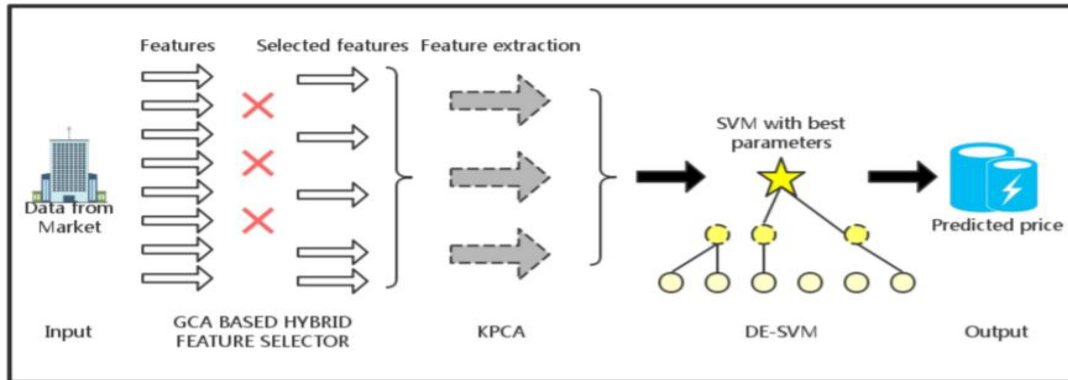 Features
Selected features
Feature extraction
SVM with best
parameters
Data from
Market
Predicted price
Input
GCA BASED HYBRID
FEATURE SELECTOR
KPCA
DE-SVM
Output